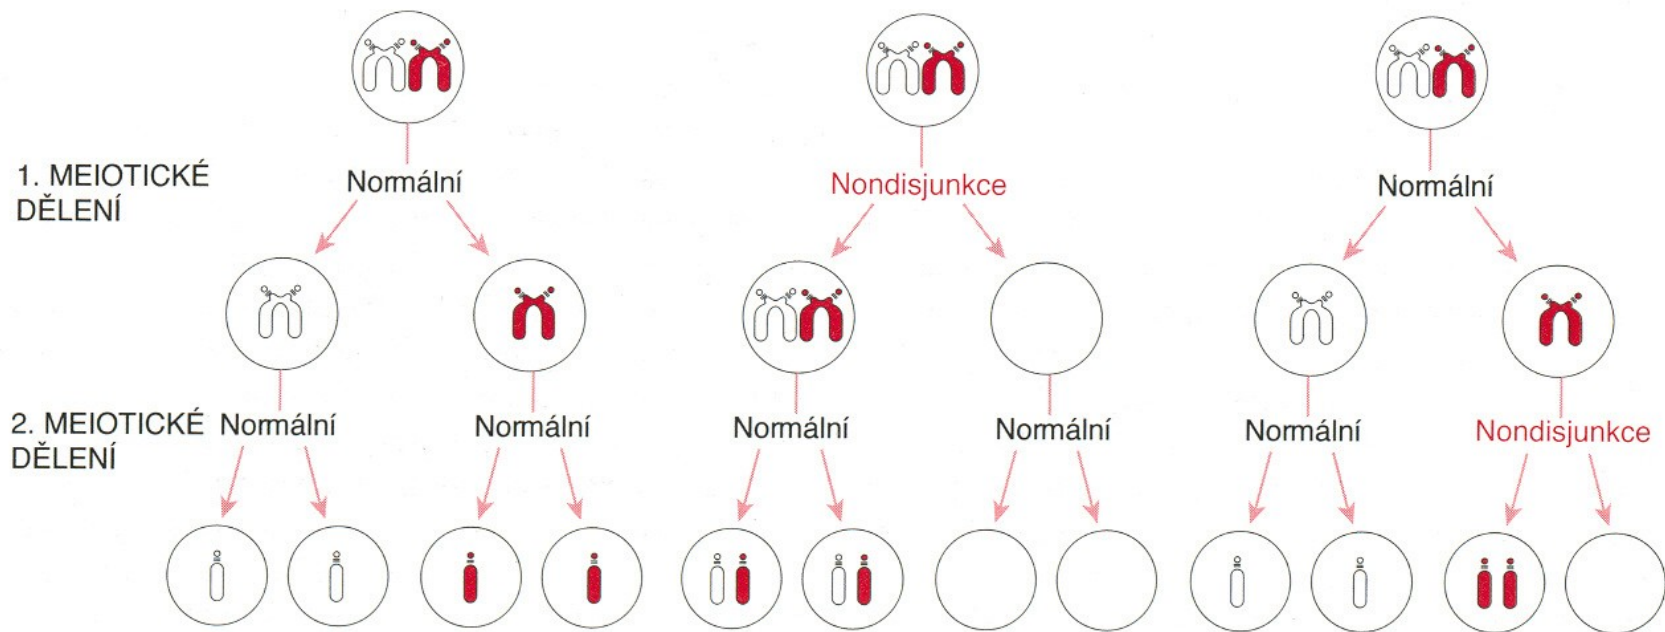 1. MEIOTICKÉ
DĚLENÍ
Normální
Nondisjunkce
Normální
2. MEIOTICKÉ
DĚLENÍ
Normální
Normální
Normální
Normální
Normální
Nondisjunkce